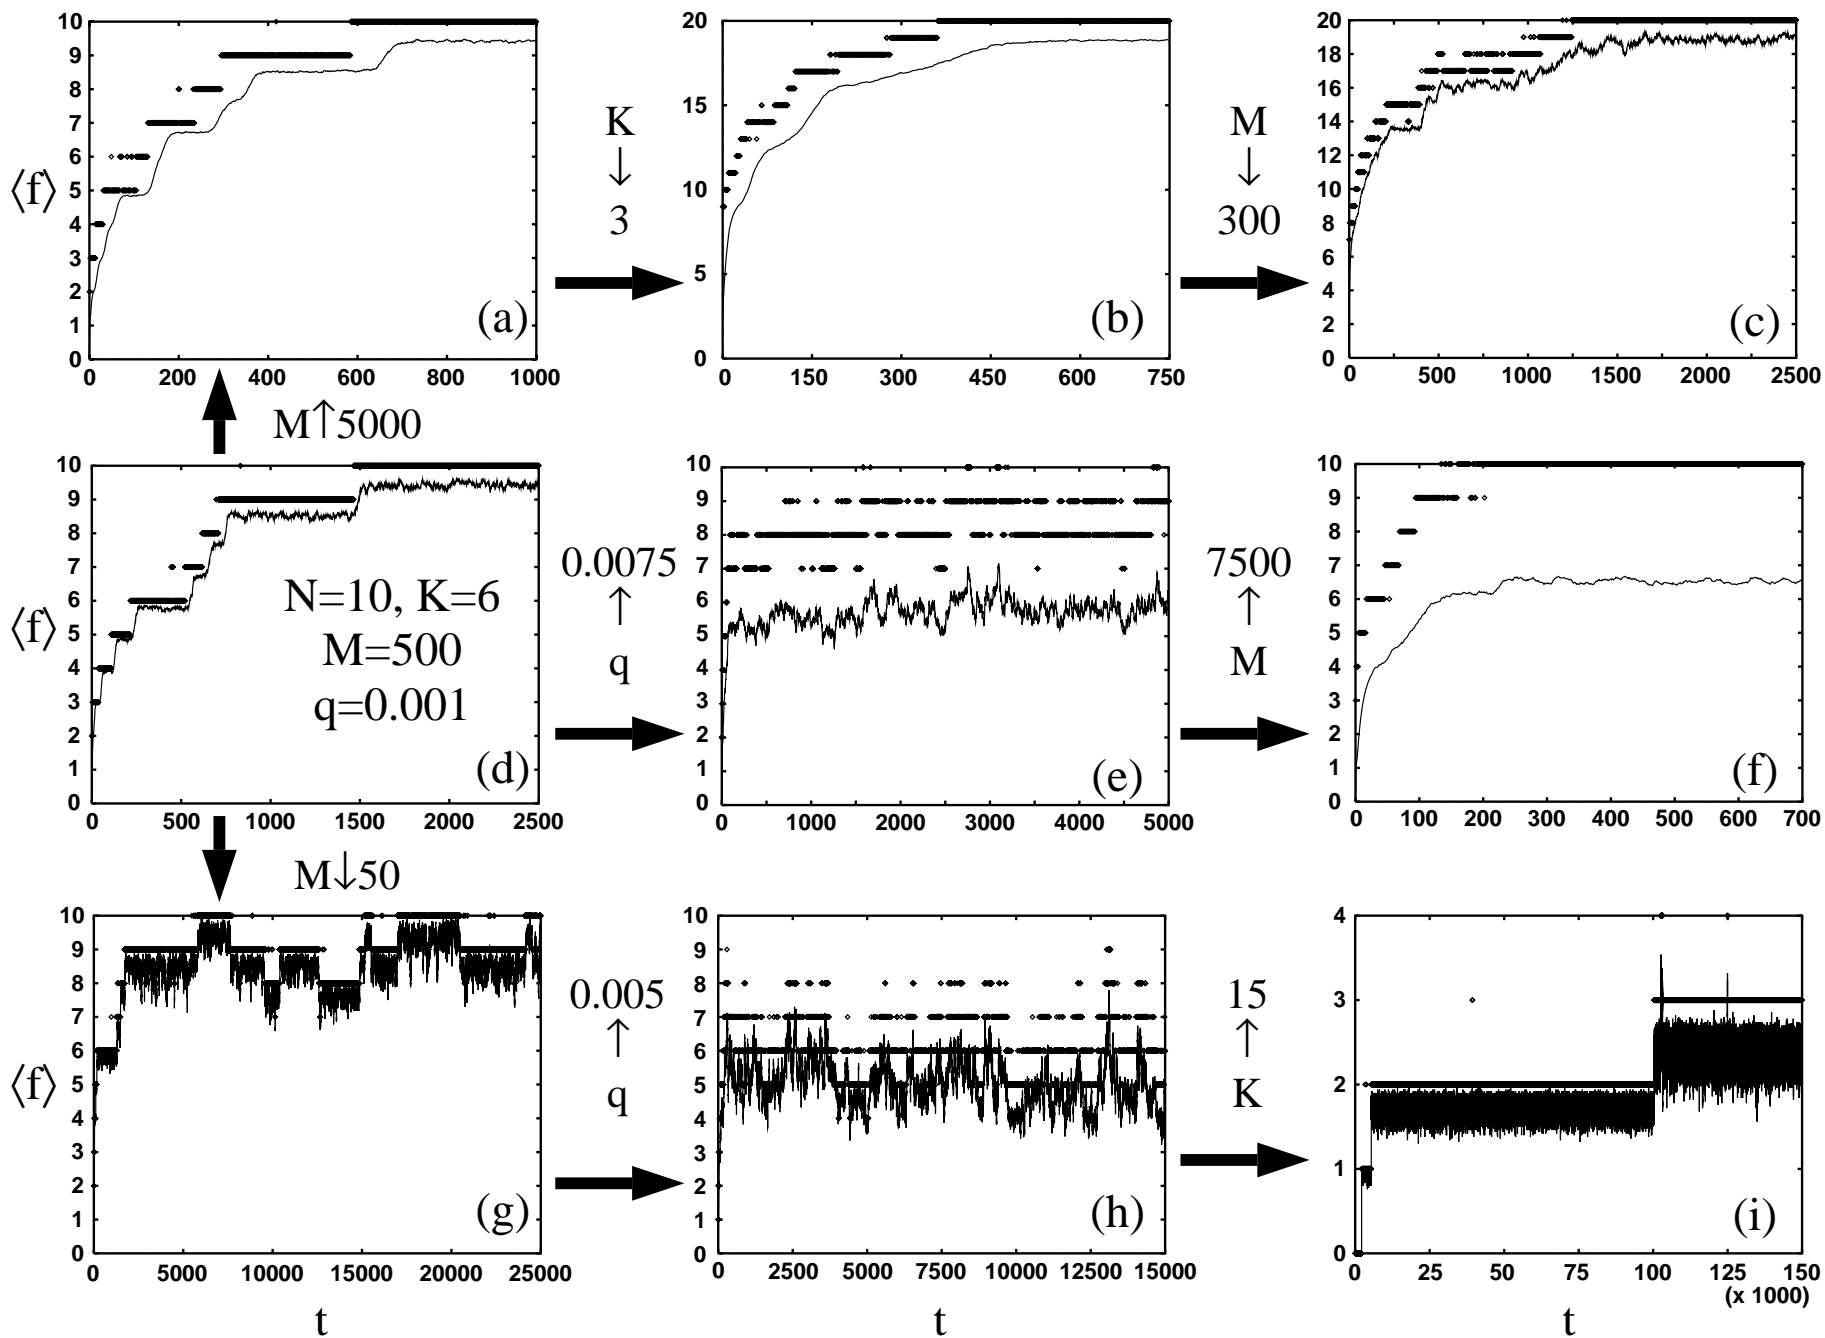 10
9
8
7
6
5
4
3
2
1
0
⟨f⟩
0 200 400 600 800 1000
(a)
K
↓
3
20
15
10
5
0
0 150 300 450 600 750
(b)
M
↓
300
20
18
16
14
12
10
8
6
4
2
0
0 500 1000 1500 2000 2500
(c)
M↑5000
10
9
8
7
6
5
4
3
2
1
0
⟨f⟩
N=10, K=6
M=500
q=0.001
(d)
0 500 1000 1500 2000 2500
0.0075
↑
q
10
9
8
7
6
5
4
3
2
1
0
(e)
0 1000 2000 3000 4000 5000
7500
↑
M
10
9
8
7
6
5
4
3
2
1
0
(f)
0 100 200 300 400 500 600 700
M↓50
10
9
8
7
6
5
4
3
2
1
0
⟨f⟩
(g)
0 5000 10000 15000 20000 25000
t
0.005
↑
q
10
9
8
7
6
5
4
3
2
1
0
(h)
0 2500 5000 7500 10000 12500 15000
t
15
↑
K
4
3
2
1
0
(i)
0 25 50 75 100 125 150
(x 1000)
t